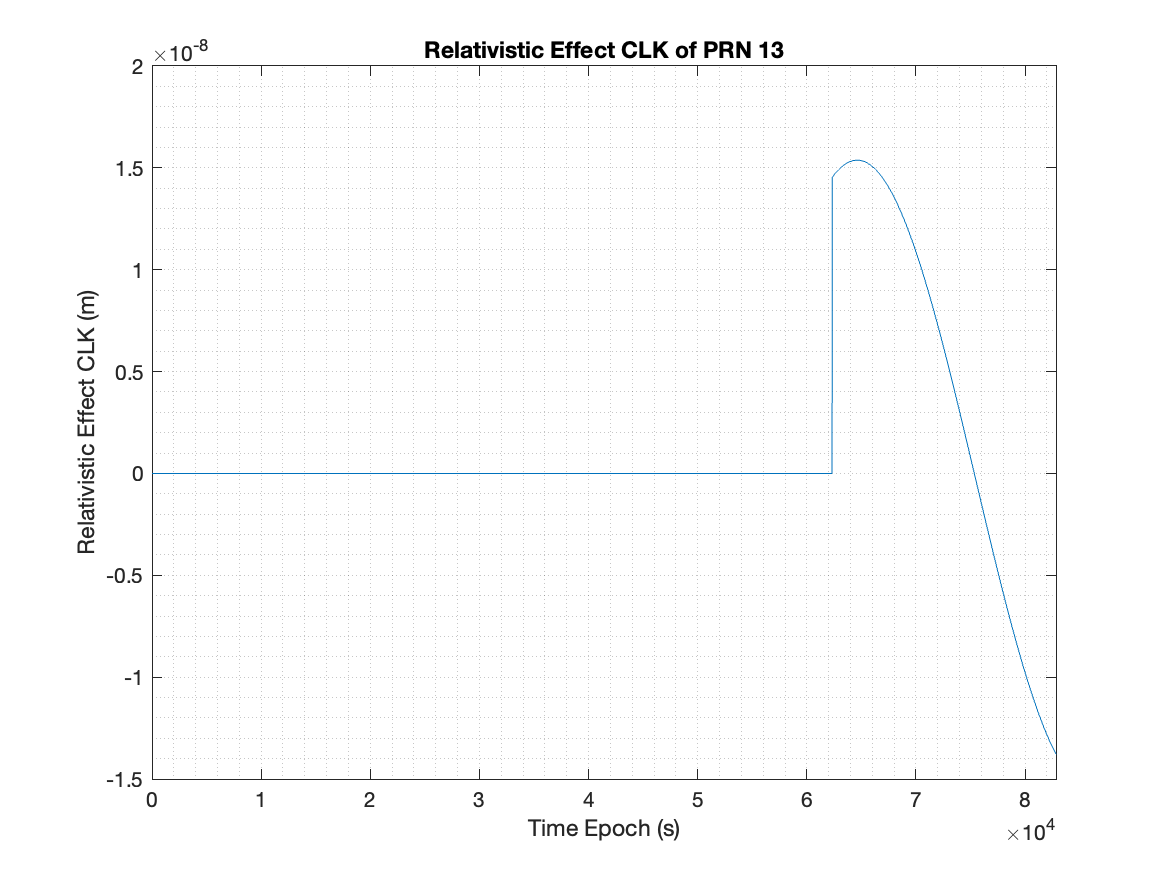 Relativistic Effect CLK of PRN 13
×10-8
2
1.5
1
0.5
0
-0.5
-1
-1.5
Relativistic Effect CLK (m)
0 1 2 3 4 5 6 7 8
Time Epoch (s)
×104